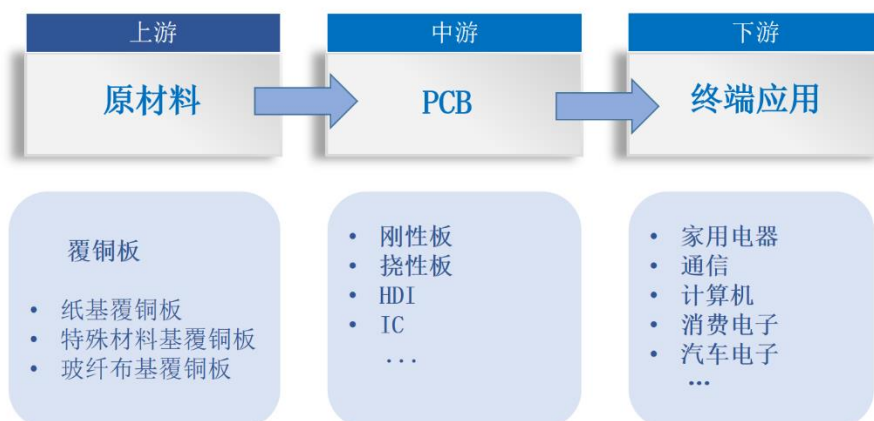 上游
原材料
覆铜板
• 纸基覆铜板
• 特殊材料基覆铜板
• 玻纤布基覆铜板
中游
PCB
• 刚性板
• 挠性板
• HDI
• IC
...
下游
终端应用
• 家用电器
• 通信
• 计算机
• 消费电子
• 汽车电子
...